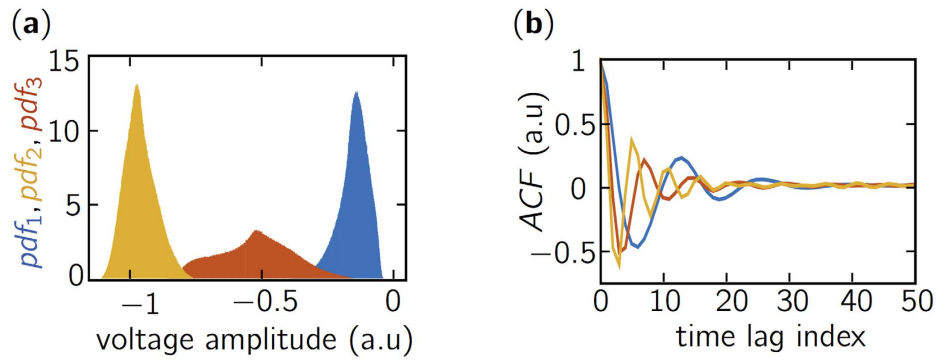 (a)
pdf₁, pdf₂, pdf₃
15
10
5
0
−1
−0.5
0
voltage amplitude (a.u)
(b)
ACF (a.u)
1
0.5
0
−0.5
0
10
20
30
40
50
time lag index